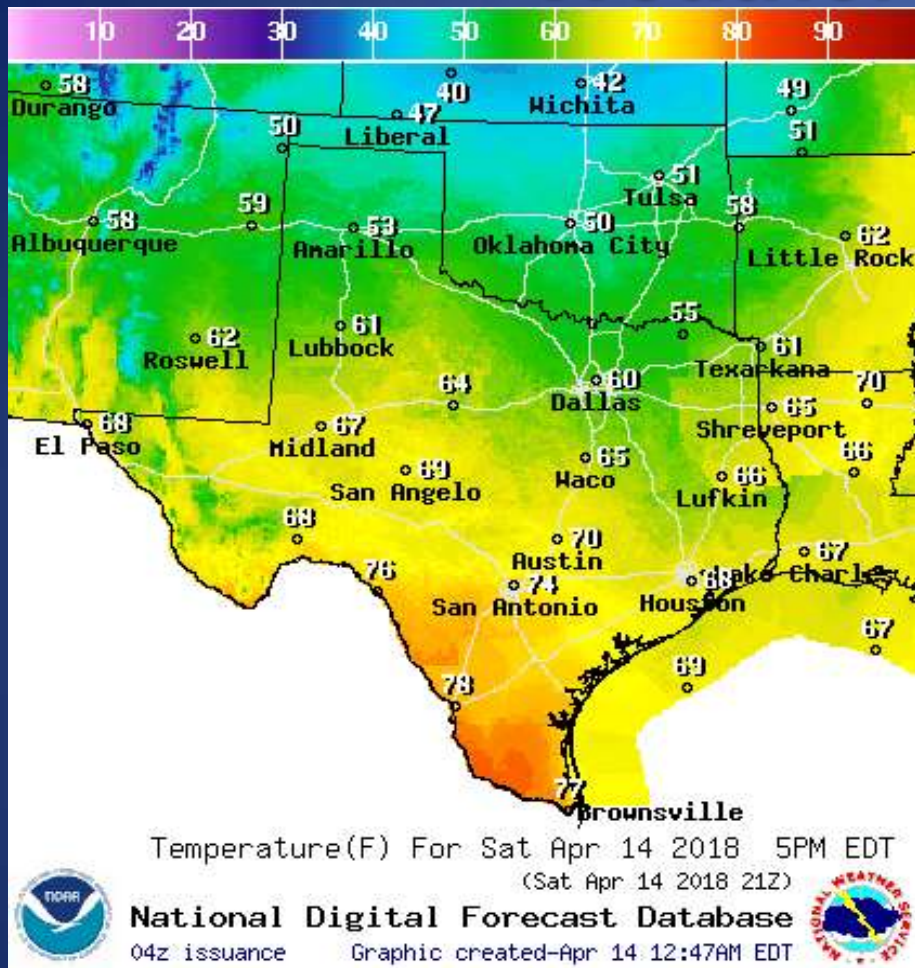 10 20 30 40 50 60 70 80 90
58
Durango
40
42
Wichita
49
47
Liberal
50
51
51
Tulsa
58
Albuquerque
59
53
Amarillo
50
Oklahoma City
58
62
Little Rock
62
Roswell
61
Lubbock
55
61
Texarkana
64
60
Dallas
65
Shreveport
70
68
El Paso
67
Midland
69
San Angelo
65
Waco
66
Lufkin
66
68
70
Austin
67
Lake Charles
76
74
San Antonio
68
Houston
67
69
78
77
Brownsville
Temperature(F) For Sat Apr 14 2018 5PM EDT
(Sat Apr 14 2018 21Z)
National Digital Forecast Database
04z issuance Graphic created-Apr 14 12:47AM EDT
NOAA
NATIONAL WEATHER SERVICE